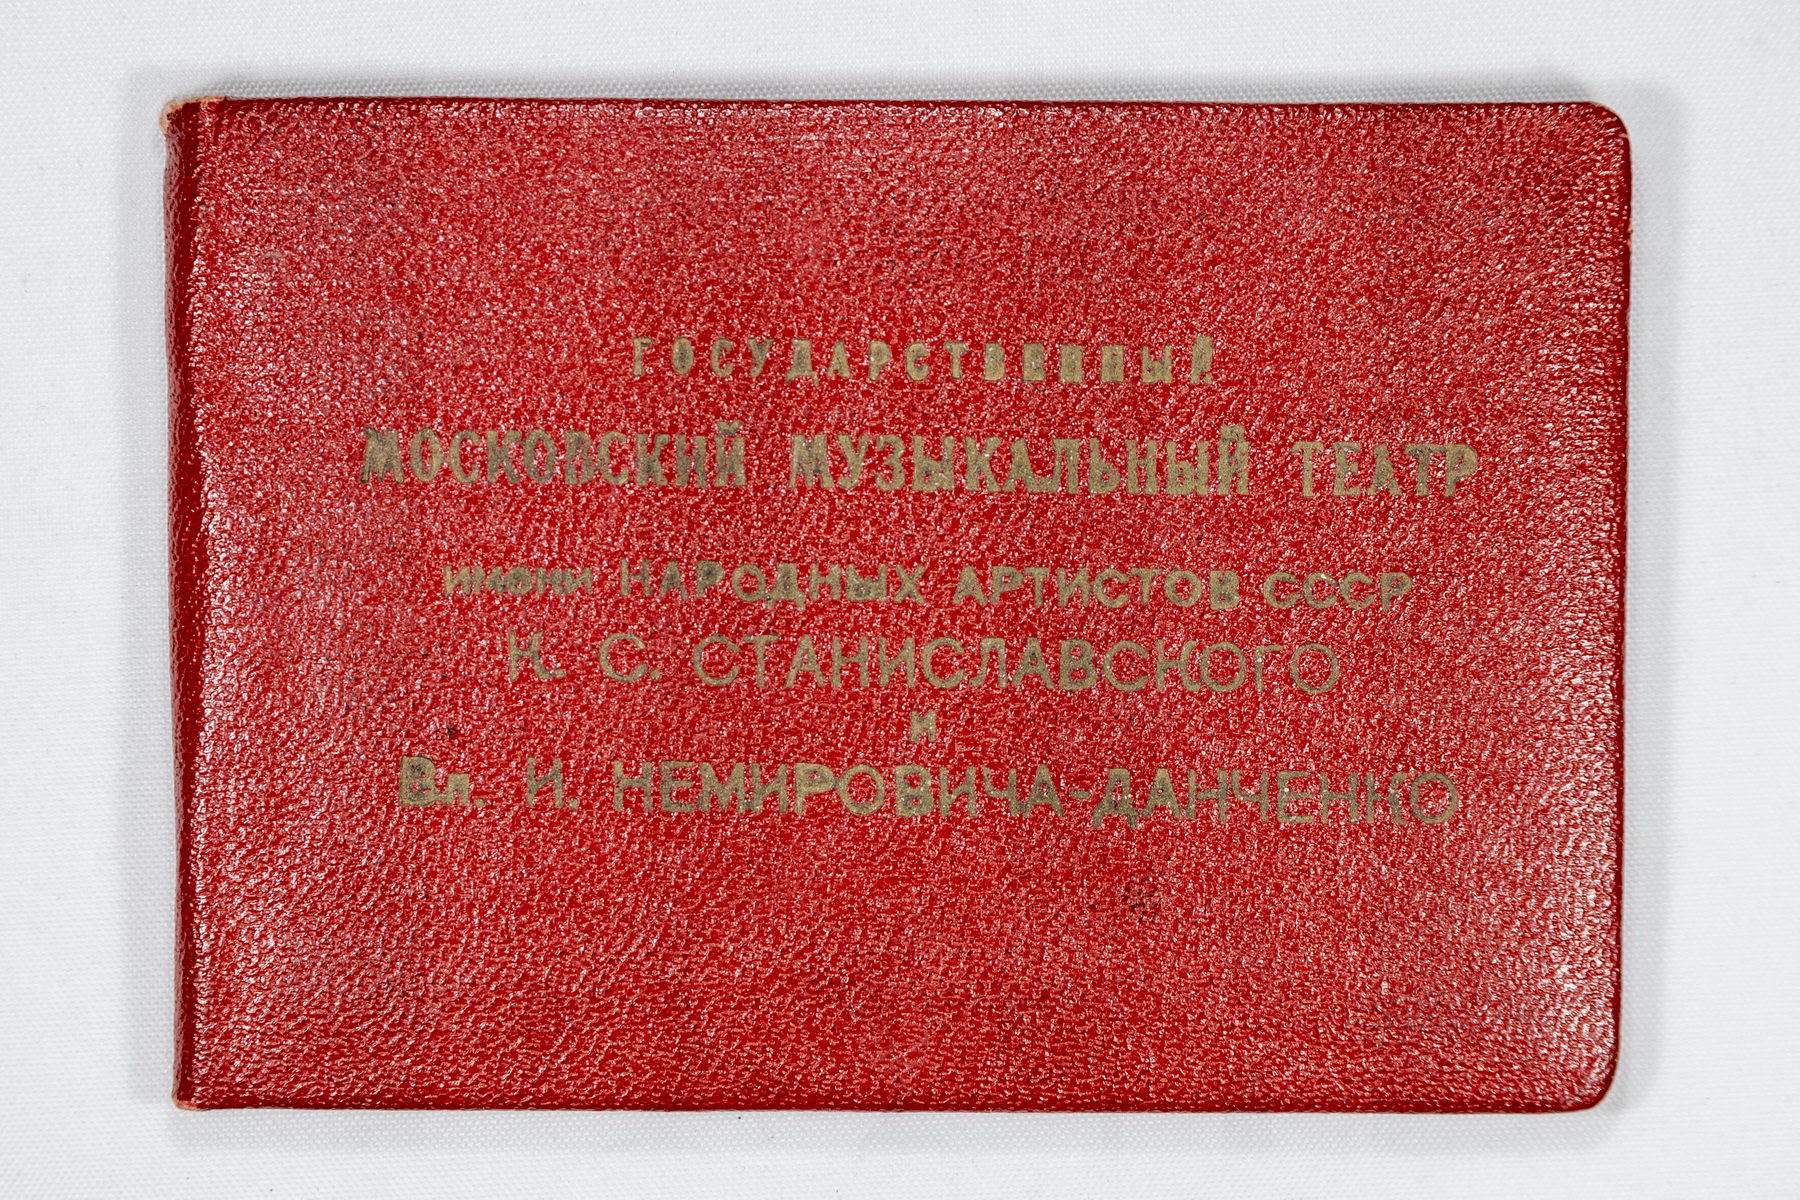 ГОСУДАРСТВЕННЫЙ
МОСКОВСКИЙ МУЗЫКАЛЬНЫЙ ТЕАТР
ИМЕНИ НАРОДНЫХ АРТИСТОВ СССР
К. С. СТАНИСЛАВСКОГО
И
Вл. И. НЕМИРОВИЧА-ДАНЧЕНКО